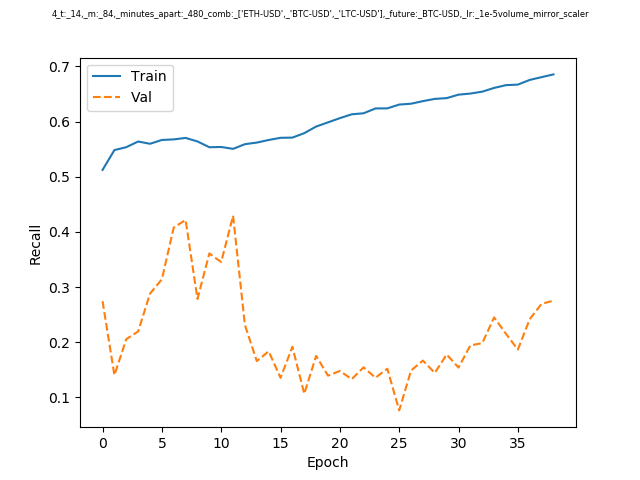 4_t:_14,_m:_84,_minutes_apart:_480_comb:_['ETH-USD',_'BTC-USD',_'LTC-USD'],_future:_BTC-USD,_lr:_1e-5volume_mirror_scaler
0.7
0.6
0.5
0.4
0.3
0.2
0.1
Recall
Train
Val
0 5 10 15 20 25 30 35
Epoch